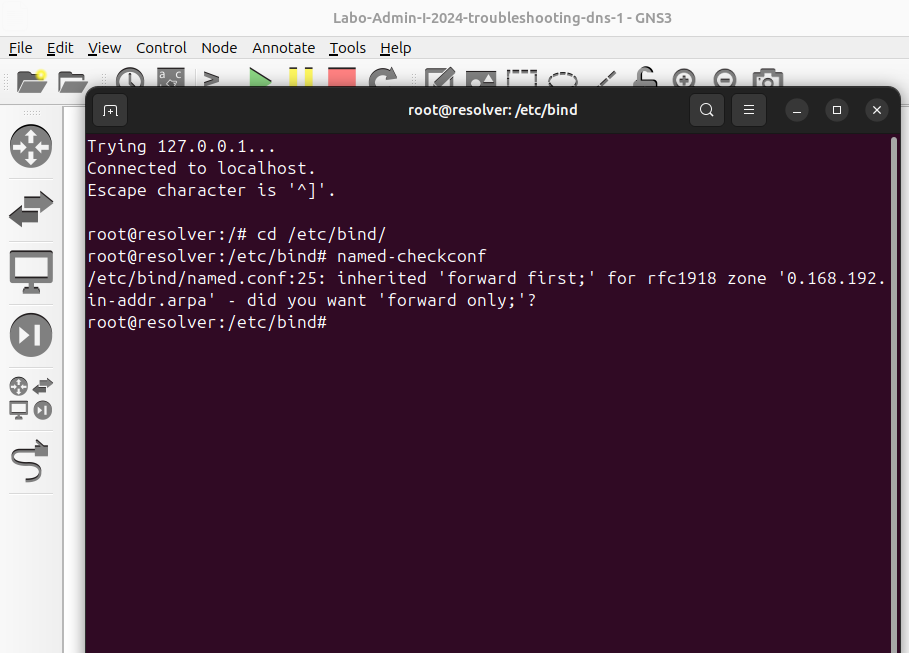 Labo-Admin-I-2024-troubleshooting-dns-1 - GNS3
File Edit View Control Node Annotate Tools Help
root@resolver: /etc/bind
Trying 127.0.0.1...
Connected to localhost.
Escape character is '^]'.
root@resolver:/# cd /etc/bind/
root@resolver:/etc/bind# named-checkconf
/etc/bind/named.conf:25: inherited 'forward first;' for rfc1918 zone '0.168.192.
in-addr.arpa' - did you want 'forward only;'?
root@resolver:/etc/bind#